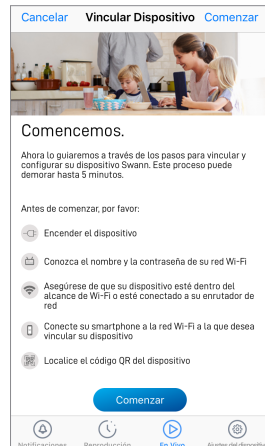 Cancelar Vincular Dispositivo Comenzar
Comencemos.
Ahora lo guiaremos a través de los pasos para vincular y
configurar su dispositivo Swann. Este proceso puede
demorar hasta 5 minutos.
Antes de comenzar, por favor:
Encender el dispositivo
Conozca el nombre y la contraseña de su red Wi-Fi
Asegúrese de que su dispositivo esté dentro del
alcance de Wi-Fi o esté conectado a su enrutador de
red
Conecte su smartphone a la red Wi-Fi a la que desea
vincular su dispositivo
Localice el código QR del dispositivo
Comenzar
Notificaciones Reproducción En Vivo Ajustes del